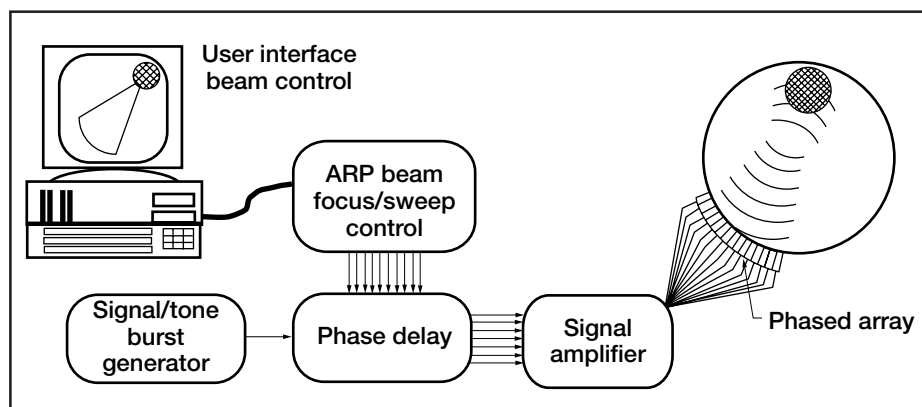 User interface
beam control
ARP beam
focus/sweep
control
Signal/tone
burst
generator
Phase delay
Signal
amplifier
Phased array